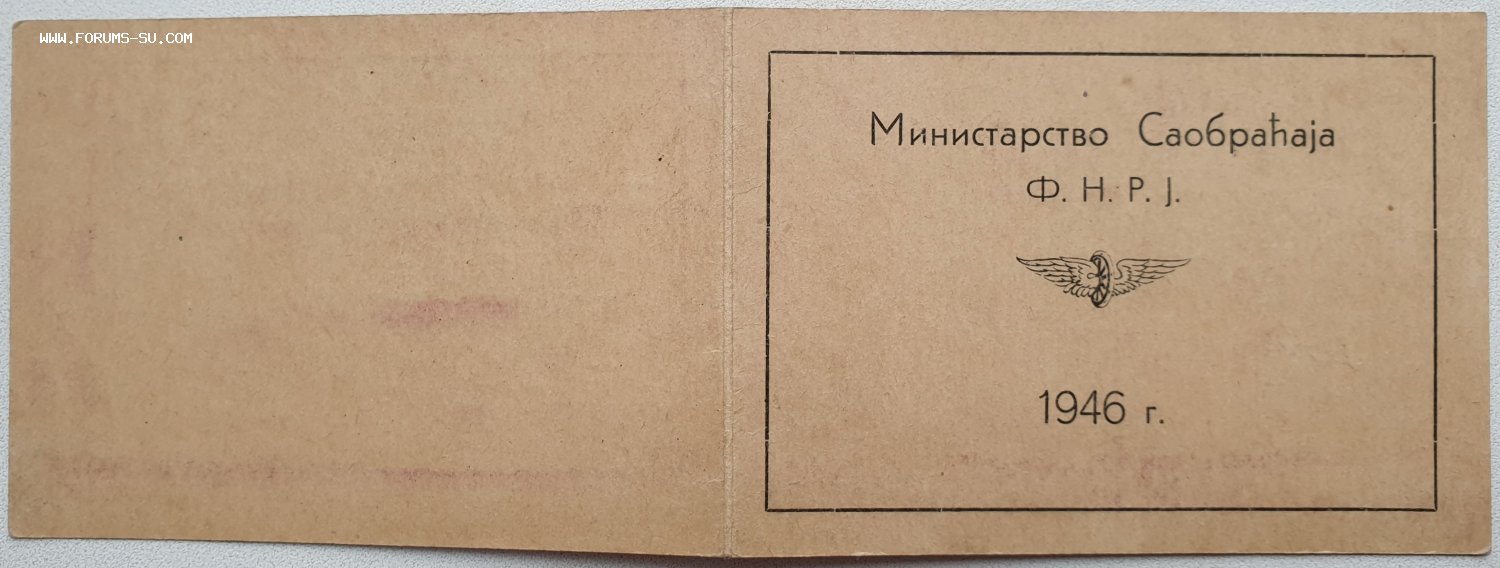 WWW.FORUMS-SU.COM
Министарство Саобраћаја
Ф. Н. Р. Ј.
1946 г.